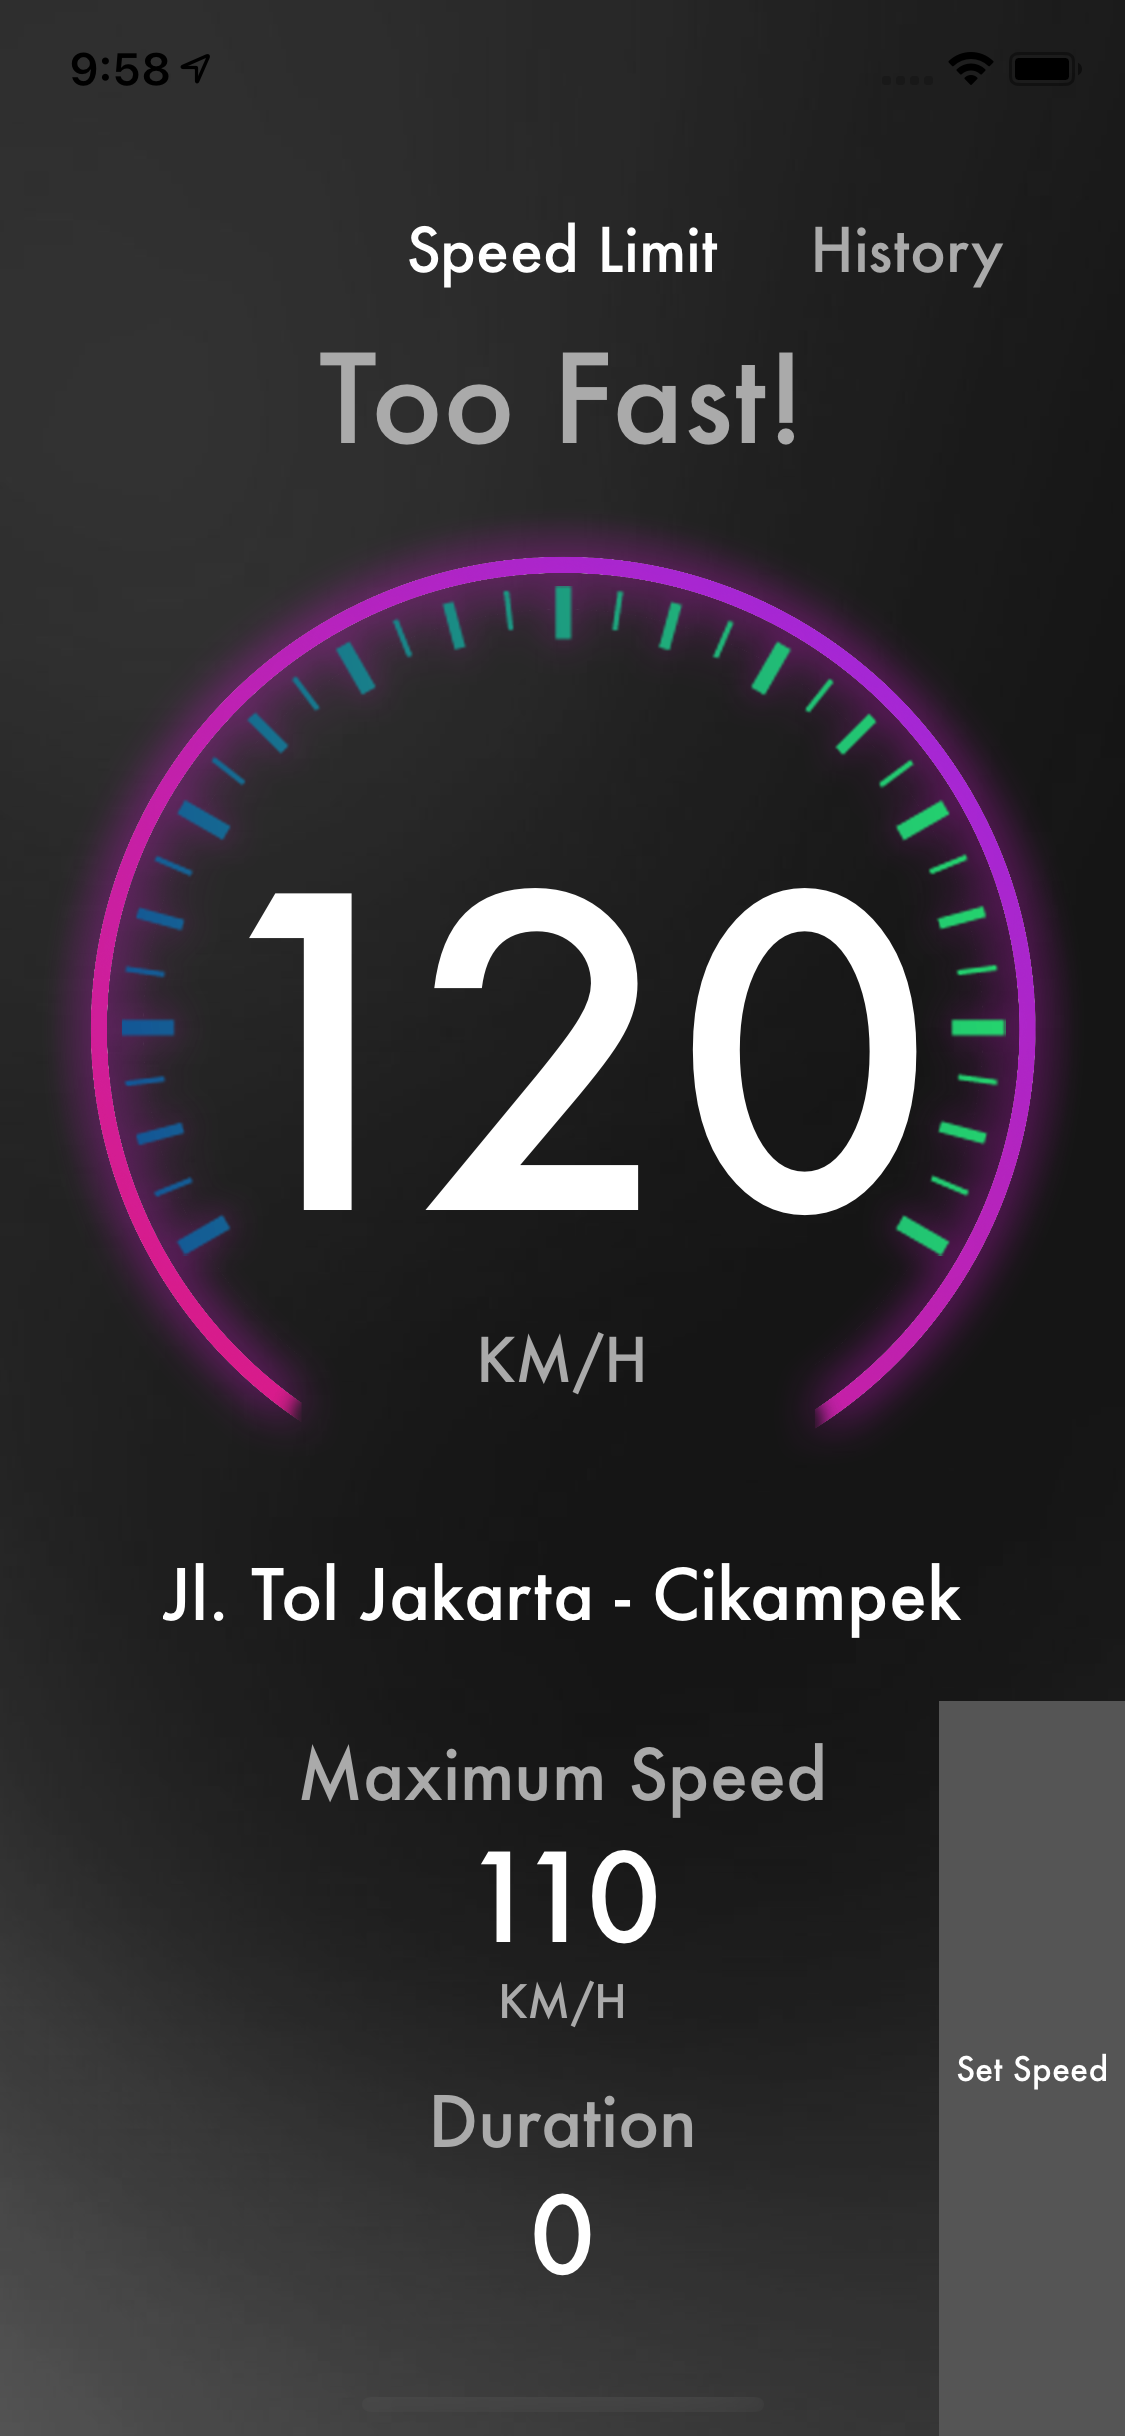 9:58
Speed Limit History
Too Fast!
120
KM/H
Jl. Tol Jakarta - Cikampek
Maximum Speed
110
KM/H
Set Speed
Duration
0